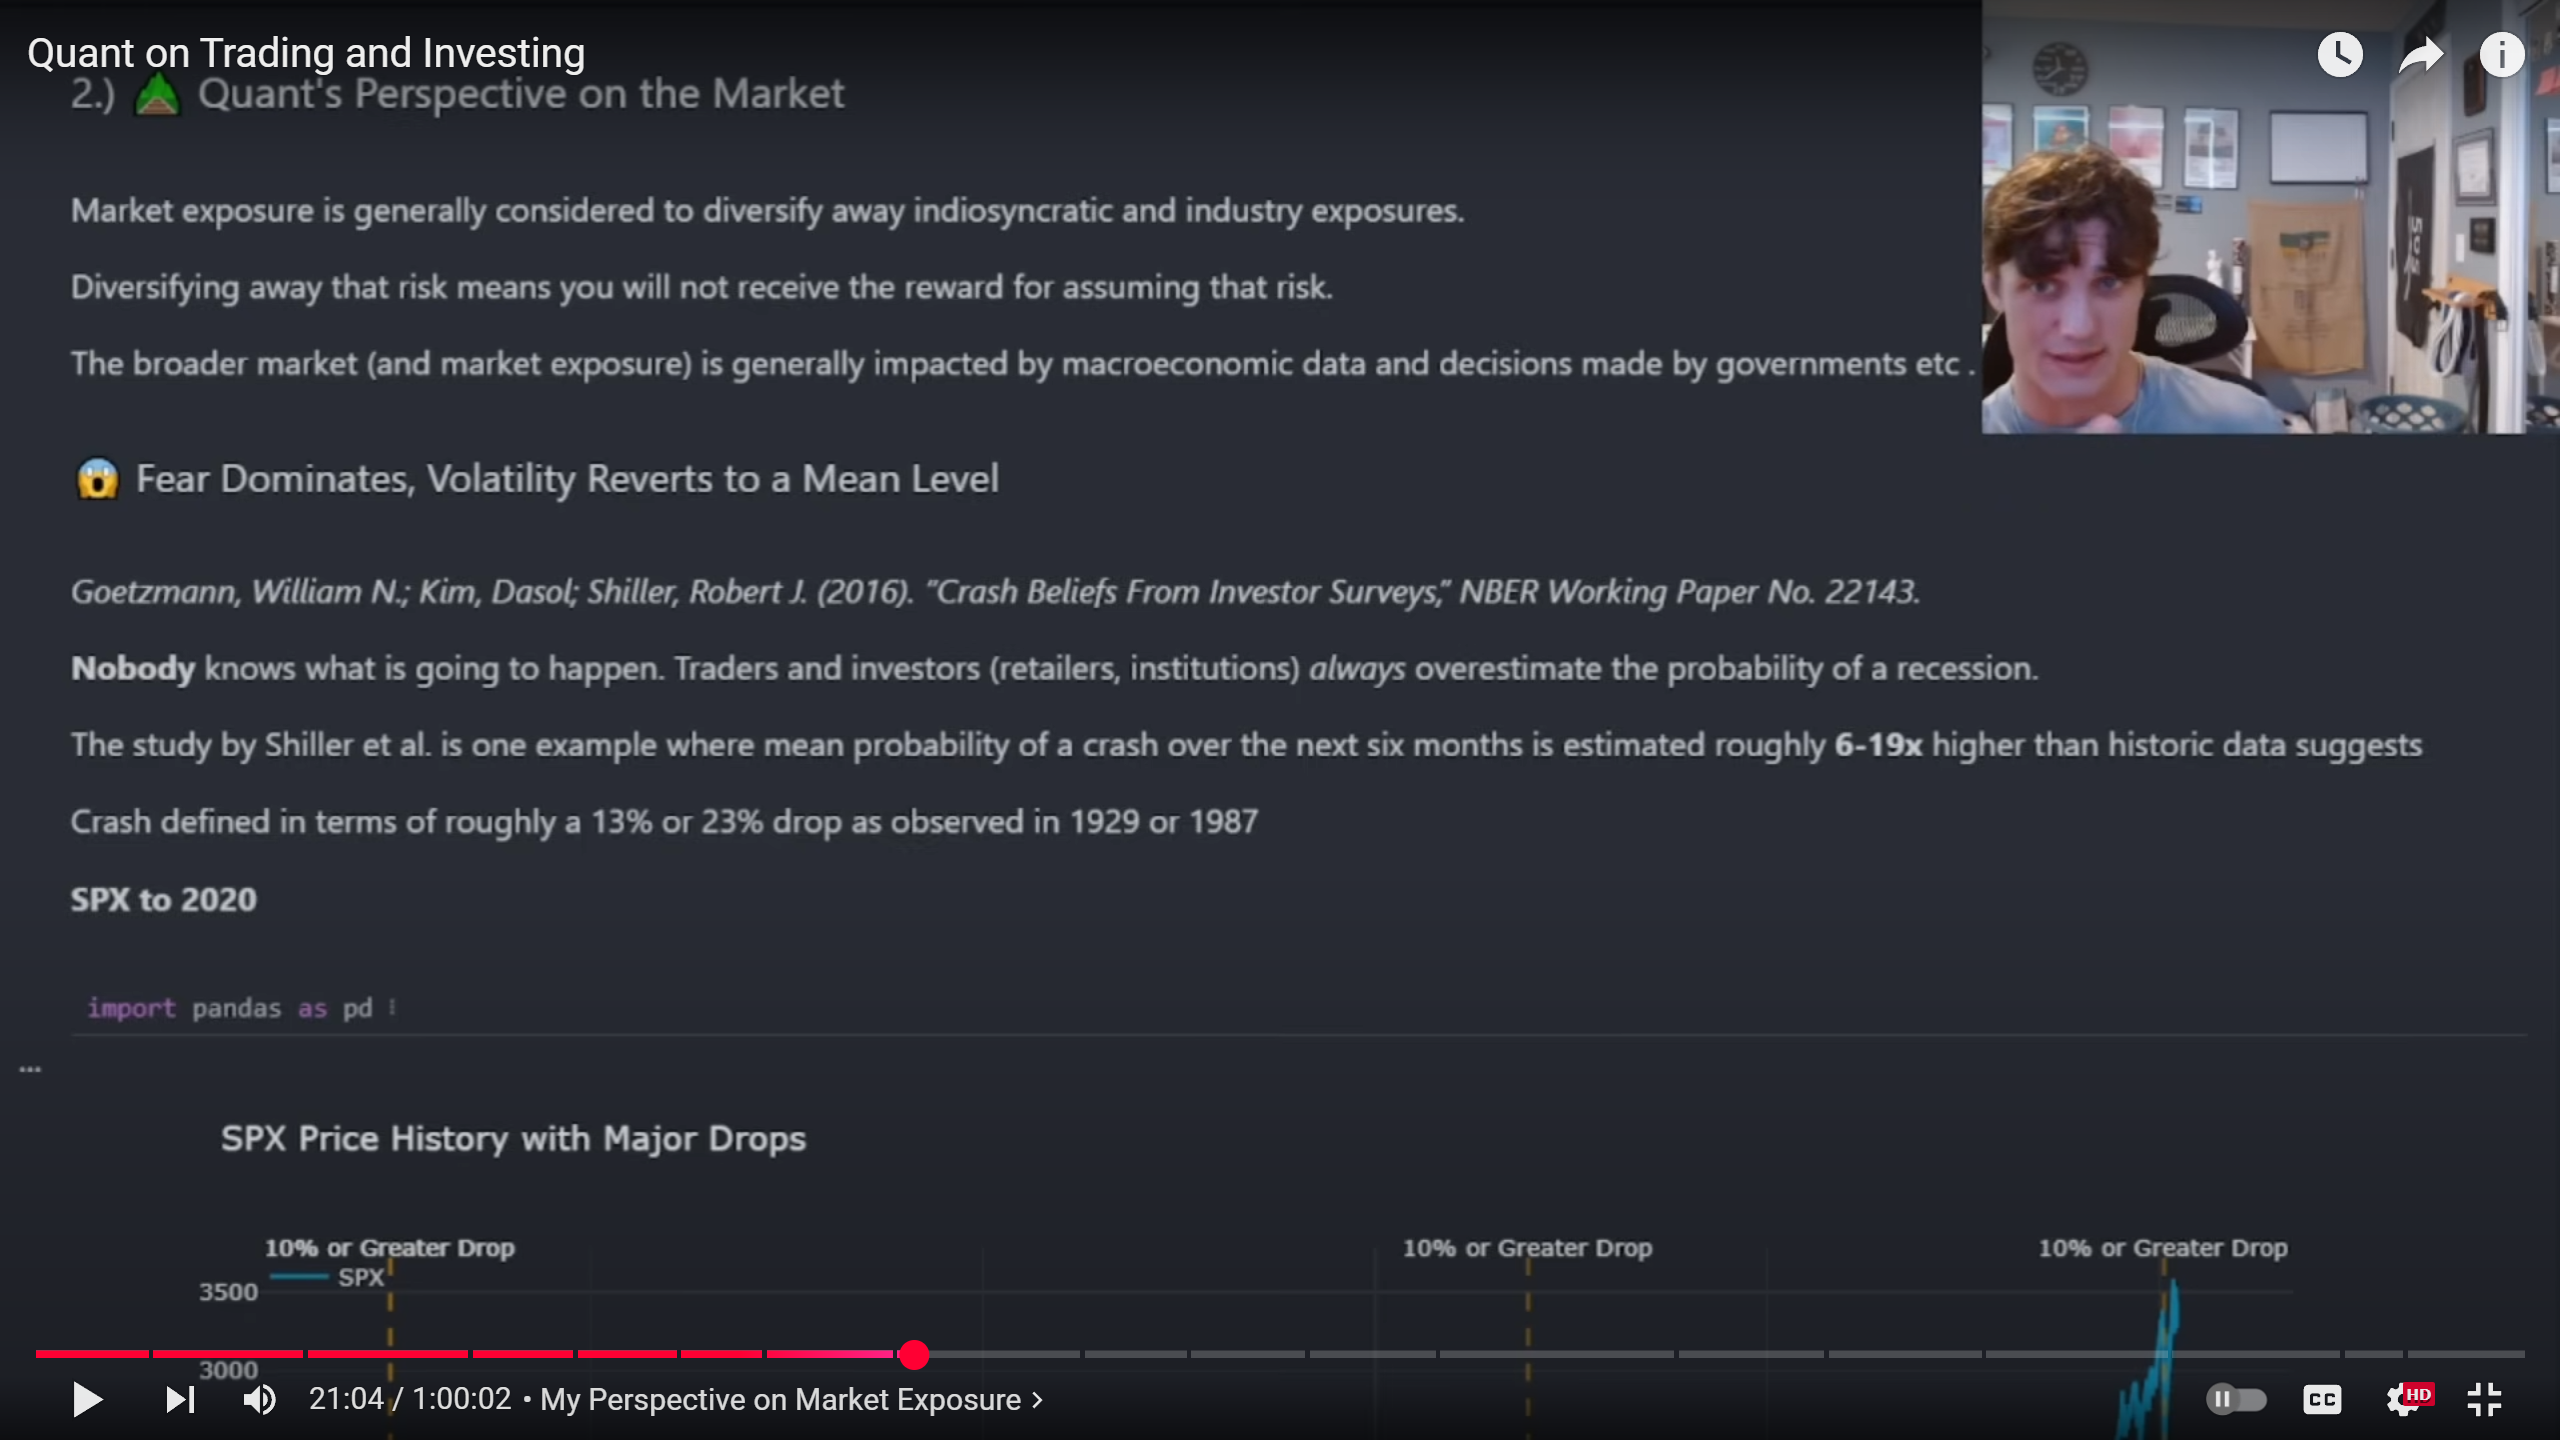 Quant on Trading and Investing
2.) Quant's Perspective on the Market
Market exposure is generally considered to diversify away indiosyncratic and industry exposures.
Diversifying away that risk means you will not receive the reward for assuming that risk.
The broader market (and market exposure) is generally impacted by macroeconomic data and decisions made by governments etc .
😱 Fear Dominates, Volatility Reverts to a Mean Level
Goetzmann, William N.; Kim, Dasol; Shiller, Robert J. (2016). "Crash Beliefs From Investor Surveys," NBER Working Paper No. 22143.
Nobody knows what is going to happen. Traders and investors (retailers, institutions) always overestimate the probability of a recession.
The study by Shiller et al. is one example where mean probability of a crash over the next six months is estimated roughly 6-19x higher than historic data suggests
Crash defined in terms of roughly a 13% or 23% drop as observed in 1929 or 1987
SPX to 2020
import pandas as pd
...
SPX Price History with Major Drops
10% or Greater Drop 10% or Greater Drop 10% or Greater Drop
SPX
3500
3000
21:04 / 1:00:02 • My Perspective on Market Exposure >
CC HD